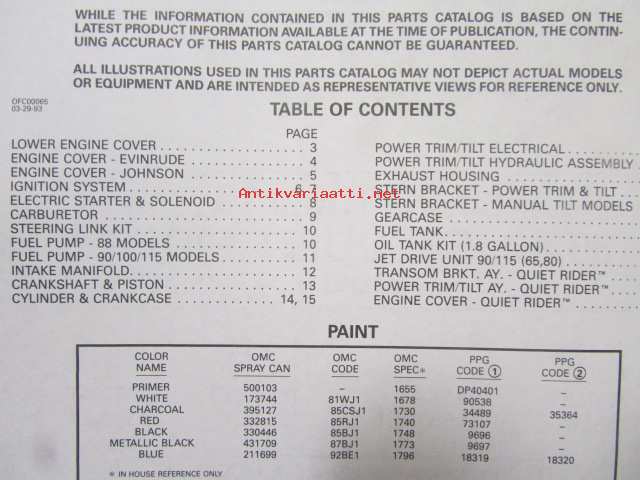 WHILE THE INFORMATION CONTAINED IN THIS PARTS CATALOG IS BASED ON THE
LATEST PRODUCT INFORMATION AVAILABLE AT THE TIME OF PUBLICATION, THE CONTIN-
UING ACCURACY OF THIS PARTS CATALOG CANNOT BE GUARANTEED.
ALL ILLUSTRATIONS USED IN THIS PARTS CATALOG MAY NOT DEPICT ACTUAL MODELS
OR EQUIPMENT AND ARE INTENDED AS REPRESENTATIVE VIEWS FOR REFERENCE ONLY.
OFC00065
03-29-93
TABLE OF CONTENTS
PAGE
LOWER ENGINE COVER 3
ENGINE COVER - EVINRUDE 4
ENGINE COVER - JOHNSON 5
IGNITION SYSTEM 6, 7
ELECTRIC STARTER & SOLENOID 8
CARBURETOR 9
STEERING LINK KIT 10
FUEL PUMP - 88 MODELS 10
FUEL PUMP - 90/100/115 MODELS 11
INTAKE MANIFOLD 12
CRANKSHAFT & PISTON 13
CYLINDER & CRANKCASE 14, 15
POWER TRIM/TILT ELECTRICAL
POWER TRIM/TILT HYDRAULIC ASSEMBLY
EXHAUST HOUSING
STERN BRACKET - POWER TRIM & TILT
STERN BRACKET - MANUAL TILT MODELS
GEARCASE
FUEL TANK
OIL TANK KIT (1.8 GALLON)
JET DRIVE UNIT 90/115 (65,80)
TRANSOM BRKT. AY. - QUIET RIDER™
POWER TRIM/TILT AY. - QUIET RIDER™
ENGINE COVER - QUIET RIDER™
Antikvariaatti.net
PAINT
COLOR NAME OMC SPRAY CAN OMC CODE OMC SPEC* PPG CODE ① PPG CODE ②
PRIMER 500103 – 1655 DP40401 –
WHITE 173744 81WJ1 1678 90538 –
CHARCOAL 395127 85CSJ1 1730 34489 35364
RED 332815 85RJ1 1740 73107 –
BLACK 330446 85BJ1 1748 9696 –
METALLIC BLACK 431709 87BJ1 1773 9697 –
BLUE 211699 92BE1 1796 18319 18320
* IN HOUSE REFERENCE ONLY